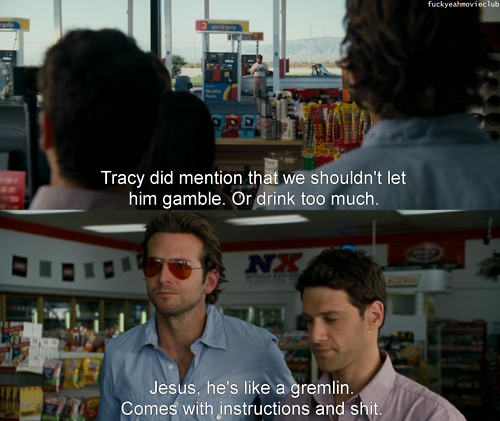 fuckyeahmovieclub
Tracy did mention that we shouldn't let
him gamble. Or drink too much.
NX
Jesus, he's like a gremlin.
Comes with instructions and shit.